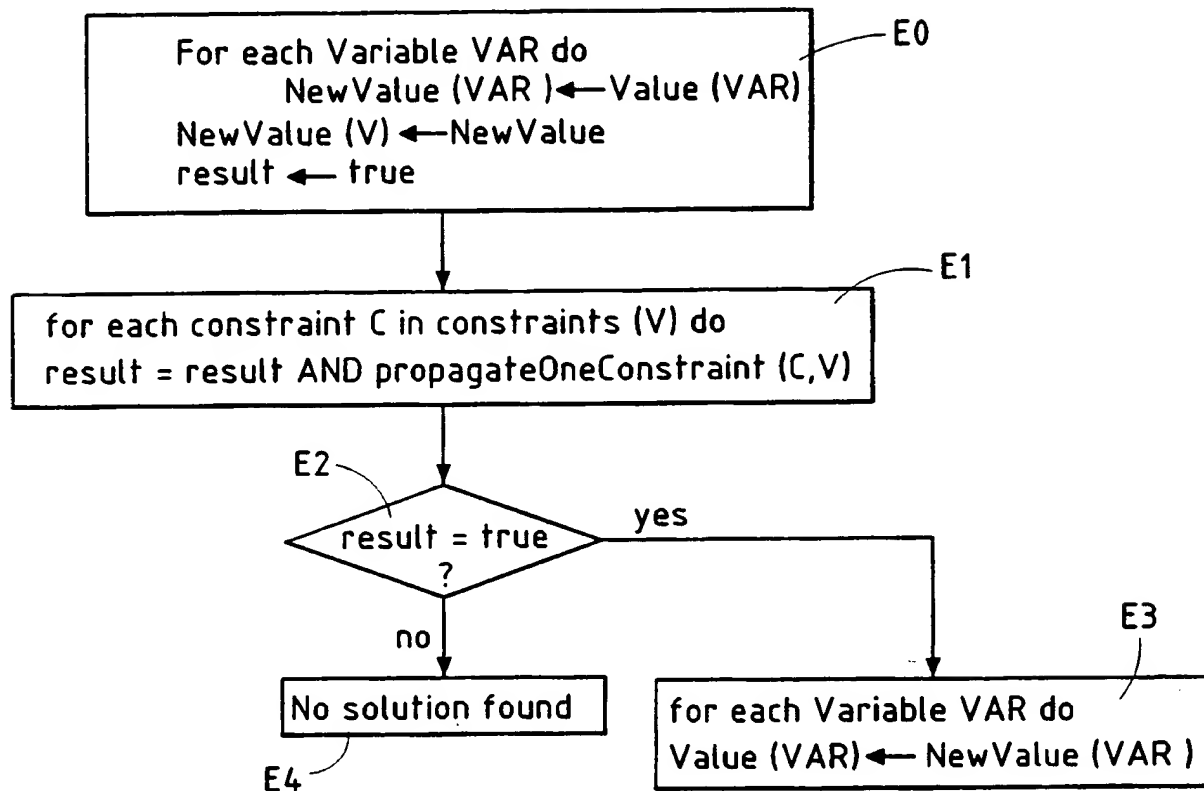 For each Variable VAR do
NewValue (VAR )←Value (VAR)
NewValue (V)←NewValue
result ← true
E0
E1
for each constraint C in constraints (V) do
result = result AND propagateOneConstraint (C,V)
E2
result = true
?
yes
no
No solution found
E4
E3
for each Variable VAR do
Value (VAR)← NewValue (VAR )